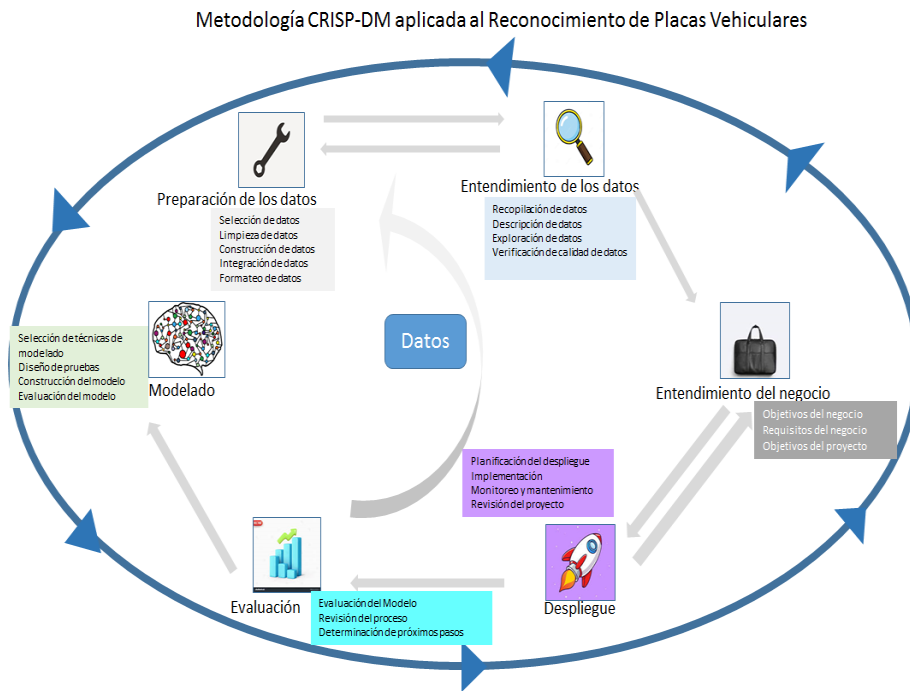 Metodología CRISP-DM aplicada al Reconocimiento de Placas Vehiculares
Preparación de los datos
Selección de datos
Limpieza de datos
Construcción de datos
Integración de datos
Formateo de datos
Entendimiento de los datos
Recopilación de datos
Descripción de datos
Exploración de datos
Verificación de calidad de datos
Datos
Selección de técnicas de
modelado
Diseño de pruebas
Construcción del modelo
Evaluación del modelo
Modelado
Entendimiento del negocio
Objetivos del negocio
Requisitos del negocio
Objetivos del proyecto
Planificación del despliegue
Implementación
Monitoreo y mantenimiento
Revisión del proyecto
Despliegue
Evaluación
Evaluación del Modelo
Revisión del proceso
Determinación de próximos pasos